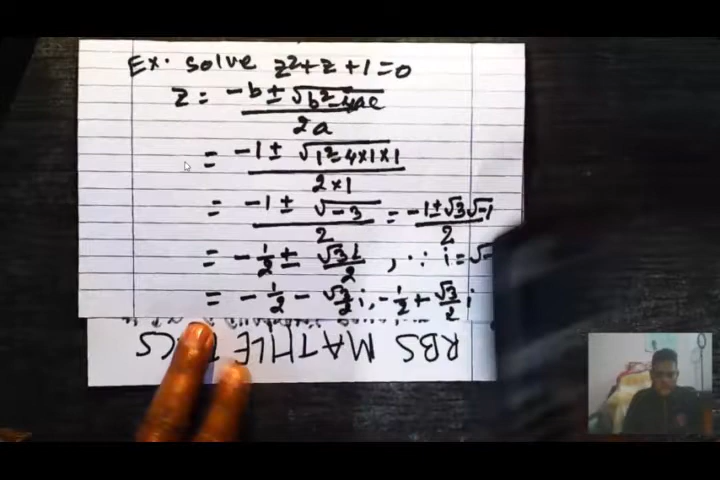 Ex. solve z²+z+1=0
z = (-b±√(b²-4ac))/(2a)
= (-1±√(1²-4×1×1))/(2×1)
= (-1±√(-3))/2 = (-1±√3√-1)/2
= -1/2 ± √3i/2 , ∵ i=√-
= -1/2 - √3/2 i, -1/2 + √3/2 i
RBS